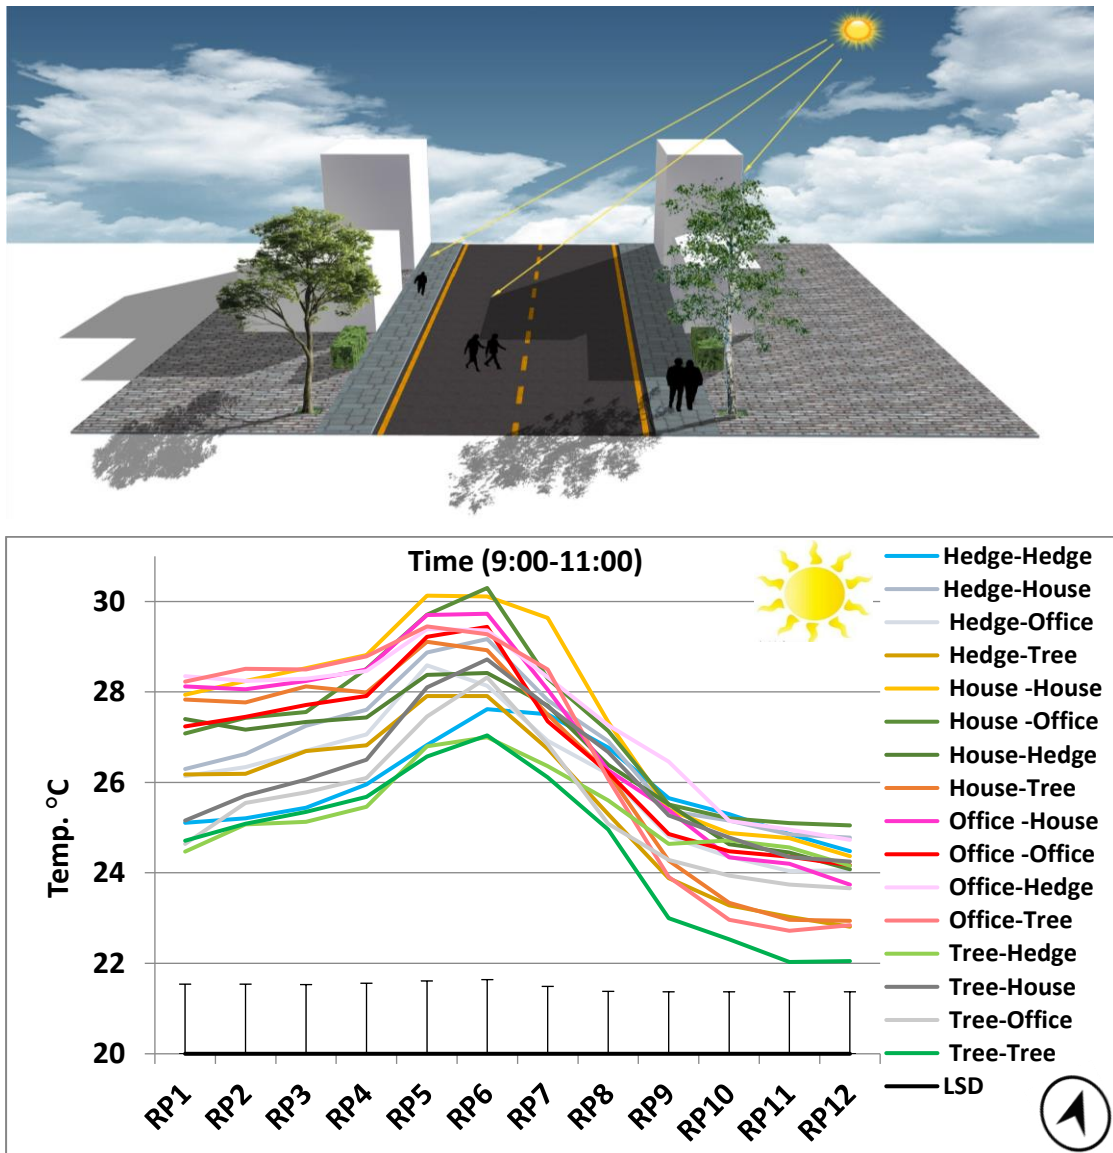 Time (9:00-11:00)
Temp. °C
30
28
26
24
22
20
RP1
RP2
RP3
RP4
RP5
RP6
RP7
RP8
RP9
RP10
RP11
RP12
Hedge-Hedge
Hedge-House
Hedge-Office
Hedge-Tree
House -House
House -Office
House-Hedge
House-Tree
Office -House
Office -Office
Office-Hedge
Office-Tree
Tree-Hedge
Tree-House
Tree-Office
Tree-Tree
LSD